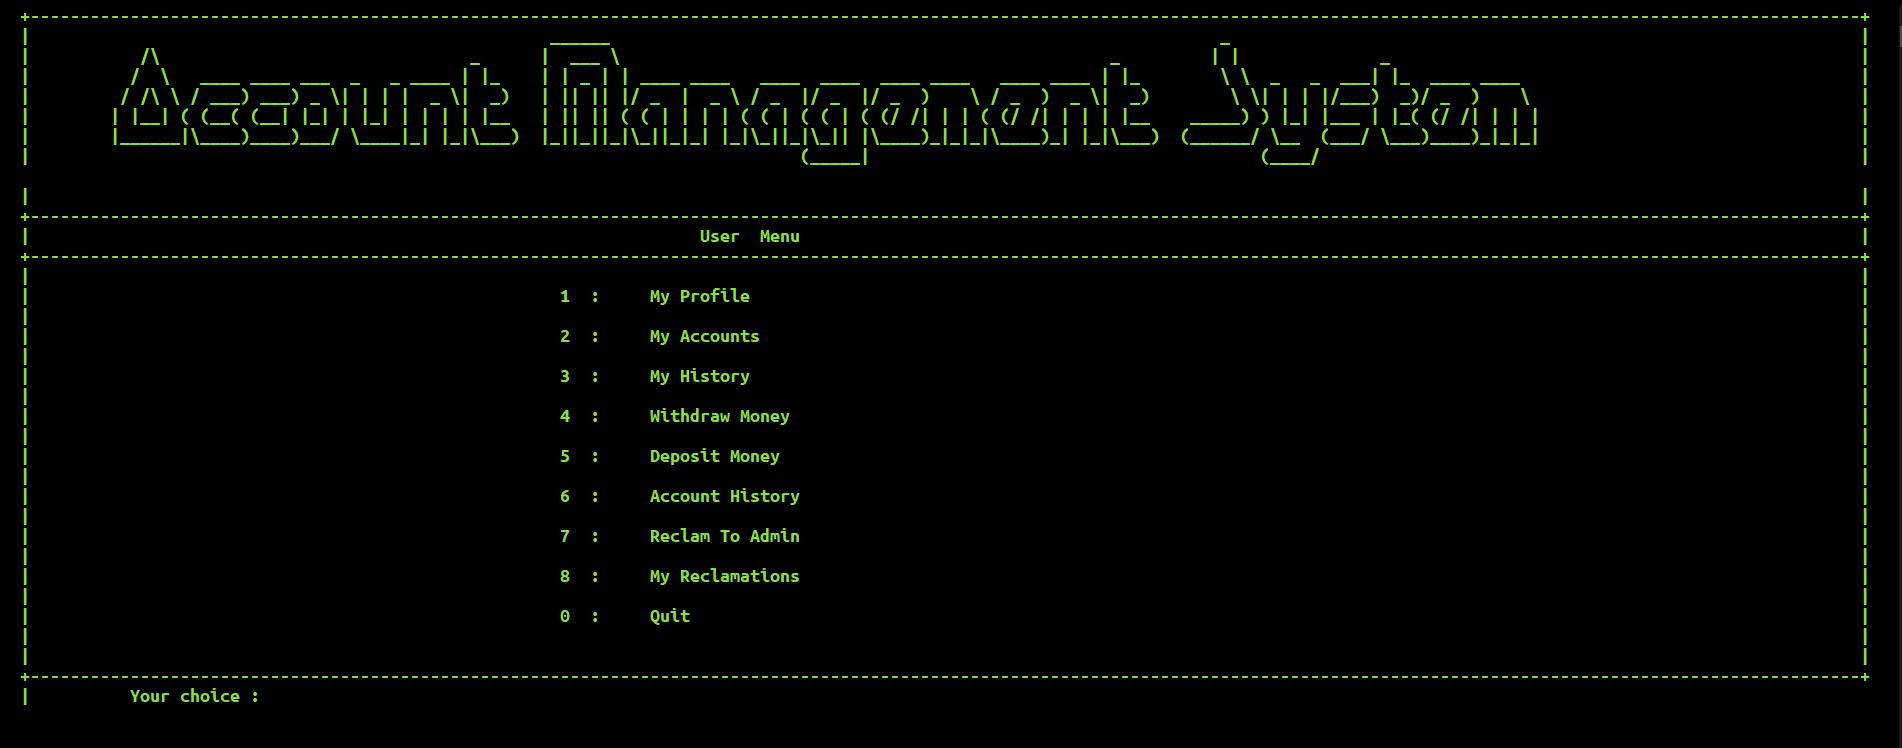 Account Management System
User Menu
1 : My Profile
2 : My Accounts
3 : My History
4 : Withdraw Money
5 : Deposit Money
6 : Account History
7 : Reclam To Admin
8 : My Reclamations
0 : Quit
Your choice :